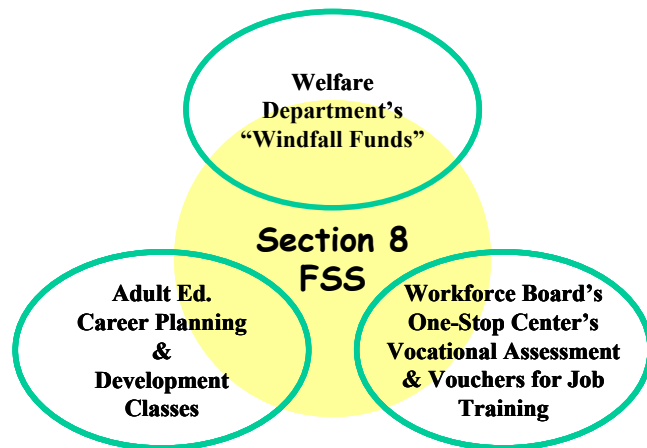 Welfare
Department's
“Windfall Funds”
Section 8
FSS
Adult Ed.
Career Planning
&
Development
Classes
Workforce Board's
One-Stop Center's
Vocational Assessment
& Vouchers for Job
Training